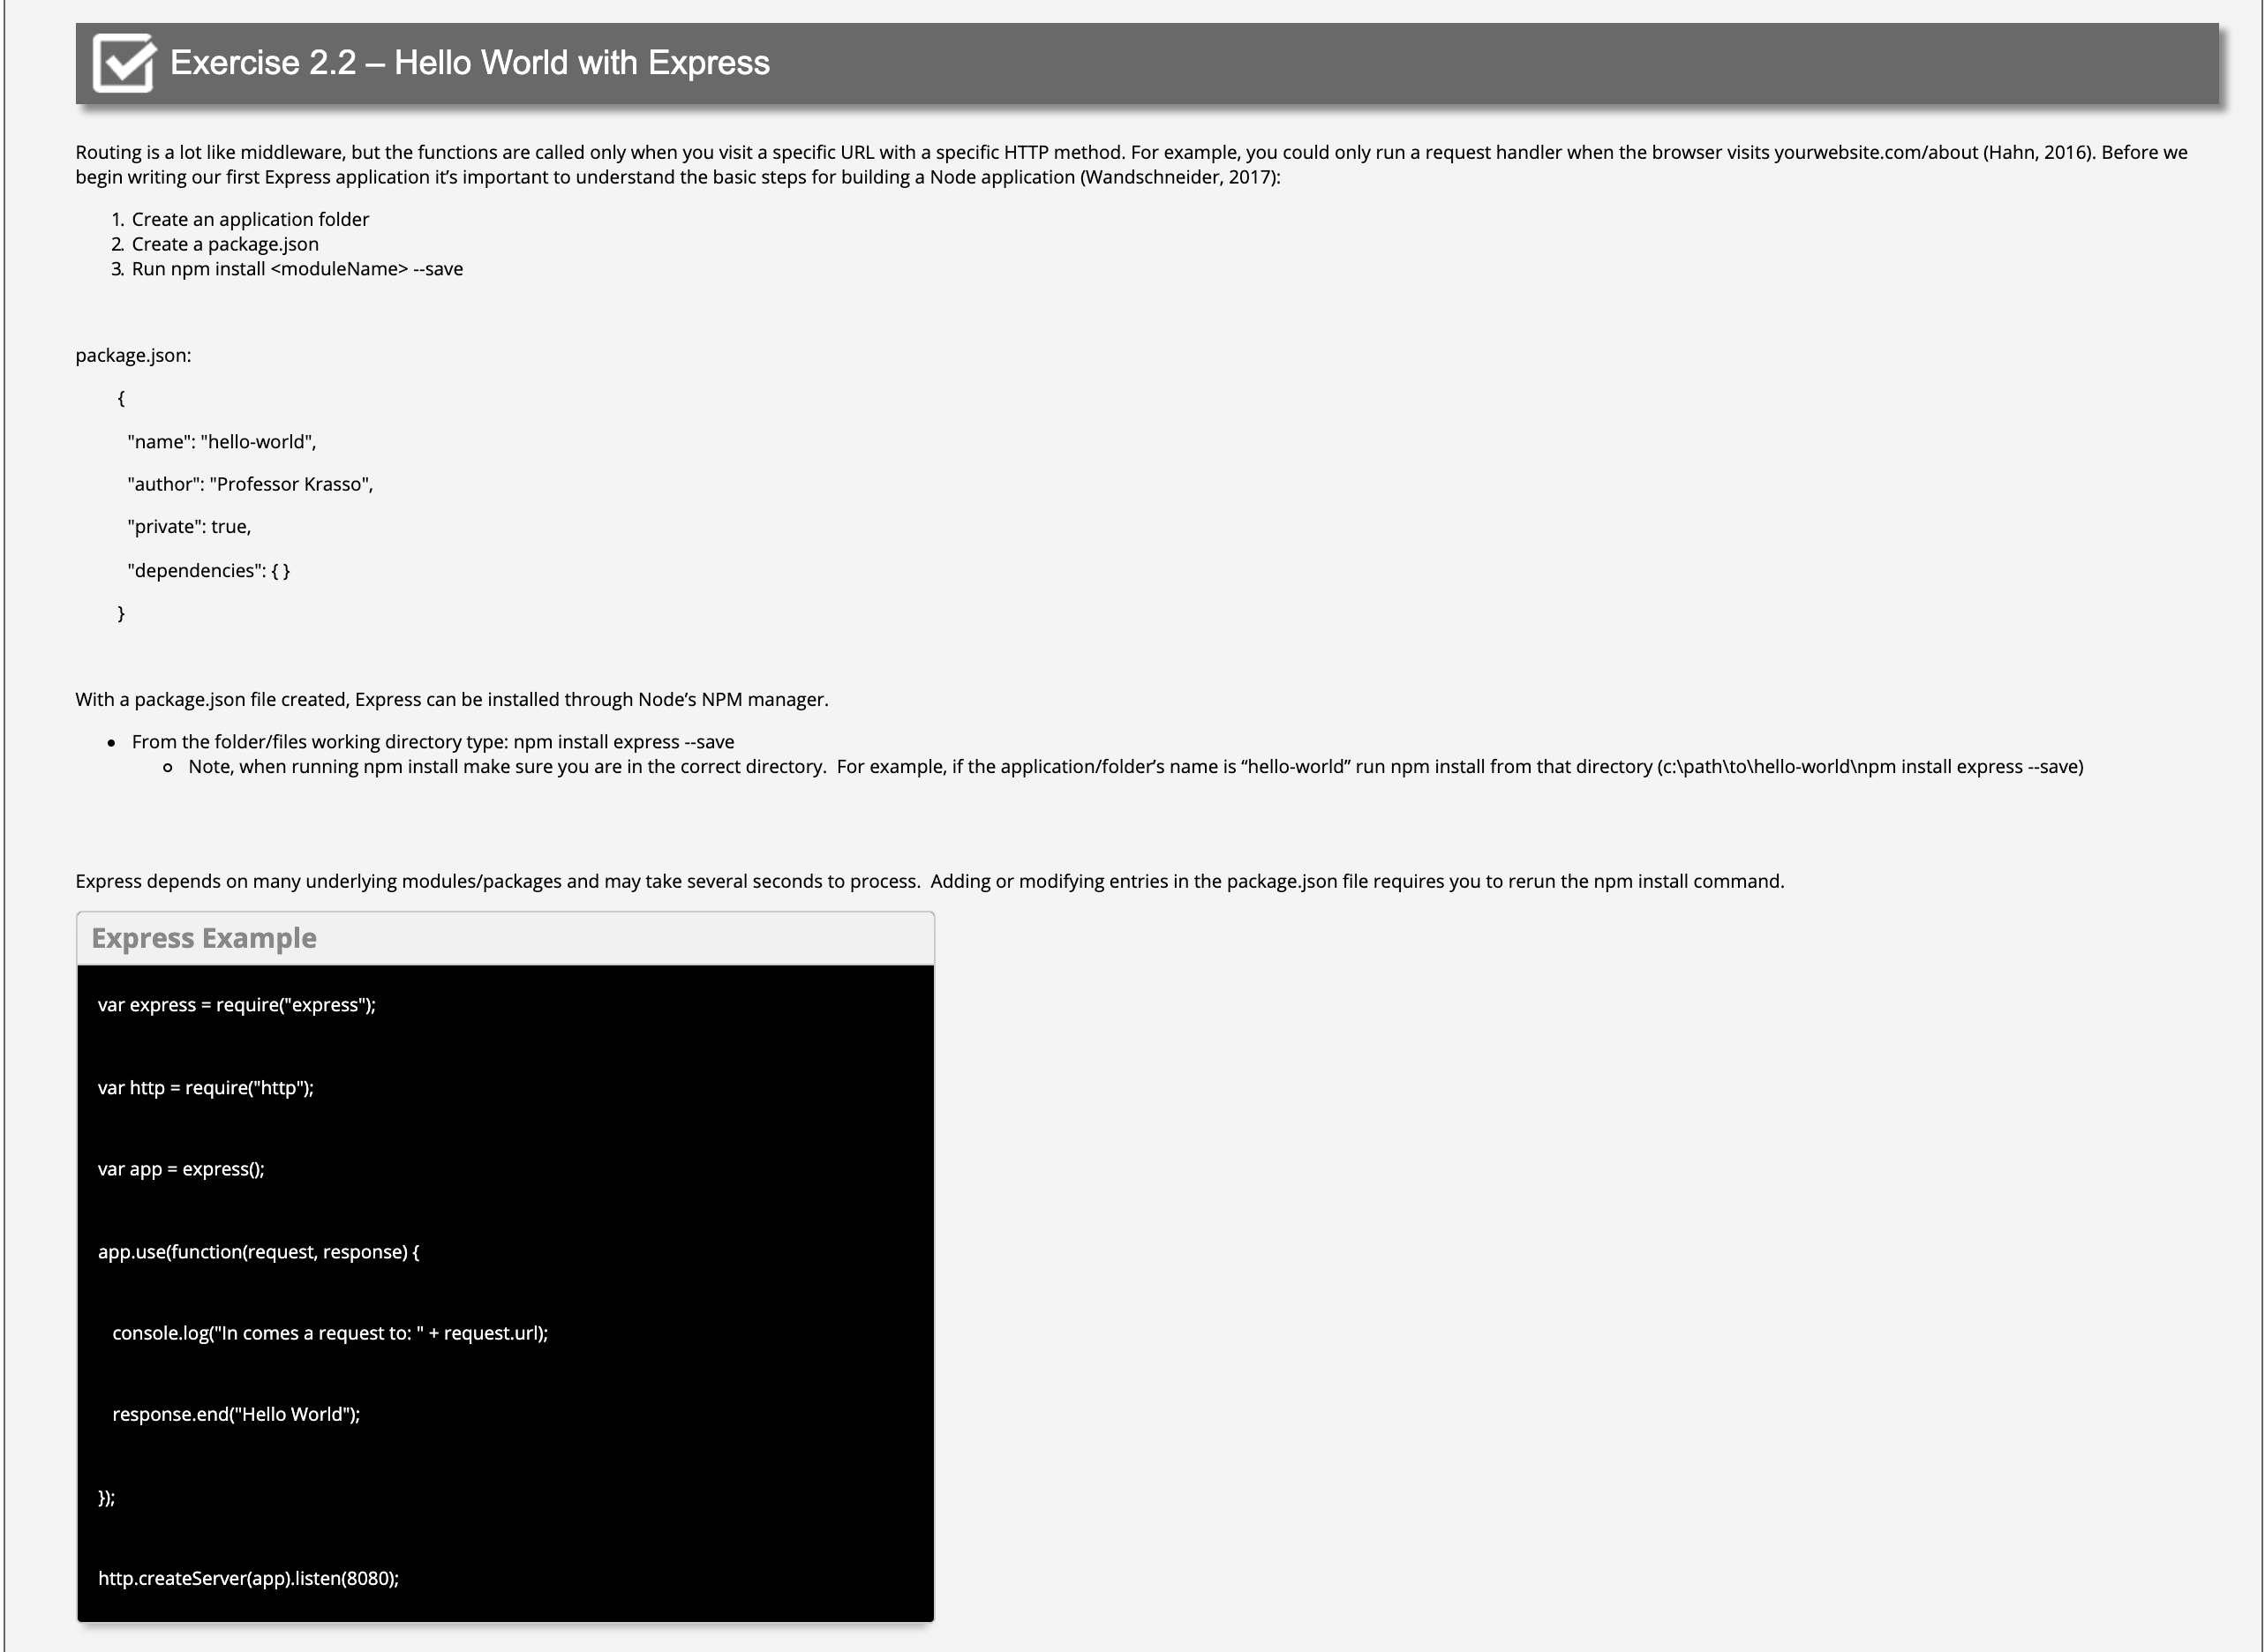 Exercise 2.2 – Hello World with Express
Routing is a lot like middleware, but the functions are called only when you visit a specific URL with a specific HTTP method. For example, you could only run a request handler when the browser visits yourwebsite.com/about (Hahn, 2016). Before we
begin writing our first Express application it’s important to understand the basic steps for building a Node application (Wandschneider, 2017):
1. Create an application folder
2. Create a package.json
3. Run npm install <moduleName> --save
package.json:
{
"name": "hello-world",
"author": "Professor Krasso",
"private": true,
"dependencies": { }
}
With a package.json file created, Express can be installed through Node’s NPM manager.
• From the folder/files working directory type: npm install express --save
o Note, when running npm install make sure you are in the correct directory.  For example, if the application/folder’s name is “hello-world” run npm install from that directory (c:\path\to\hello-world\npm install express --save)
Express depends on many underlying modules/packages and may take several seconds to process.  Adding or modifying entries in the package.json file requires you to rerun the npm install command.
Express Example
var express = require("express");
var http = require("http");
var app = express();
app.use(function(request, response) {
console.log("In comes a request to: " + request.url);
response.end("Hello World");
});
http.createServer(app).listen(8080);